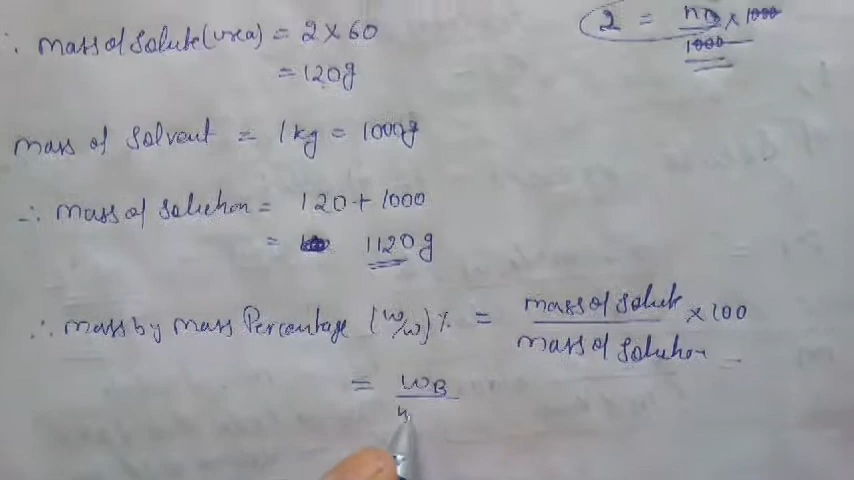 ∴ mass of solute (urea) = 2 × 60
= 120g
2 = nB × 1000
1000
mass of solvent = 1kg = 1000g
∴ mass of solution = 120 + 1000
= 1120g
∴ mass by mass Percentage (w/w) % = mass of solute × 100
mass of solution
= wB